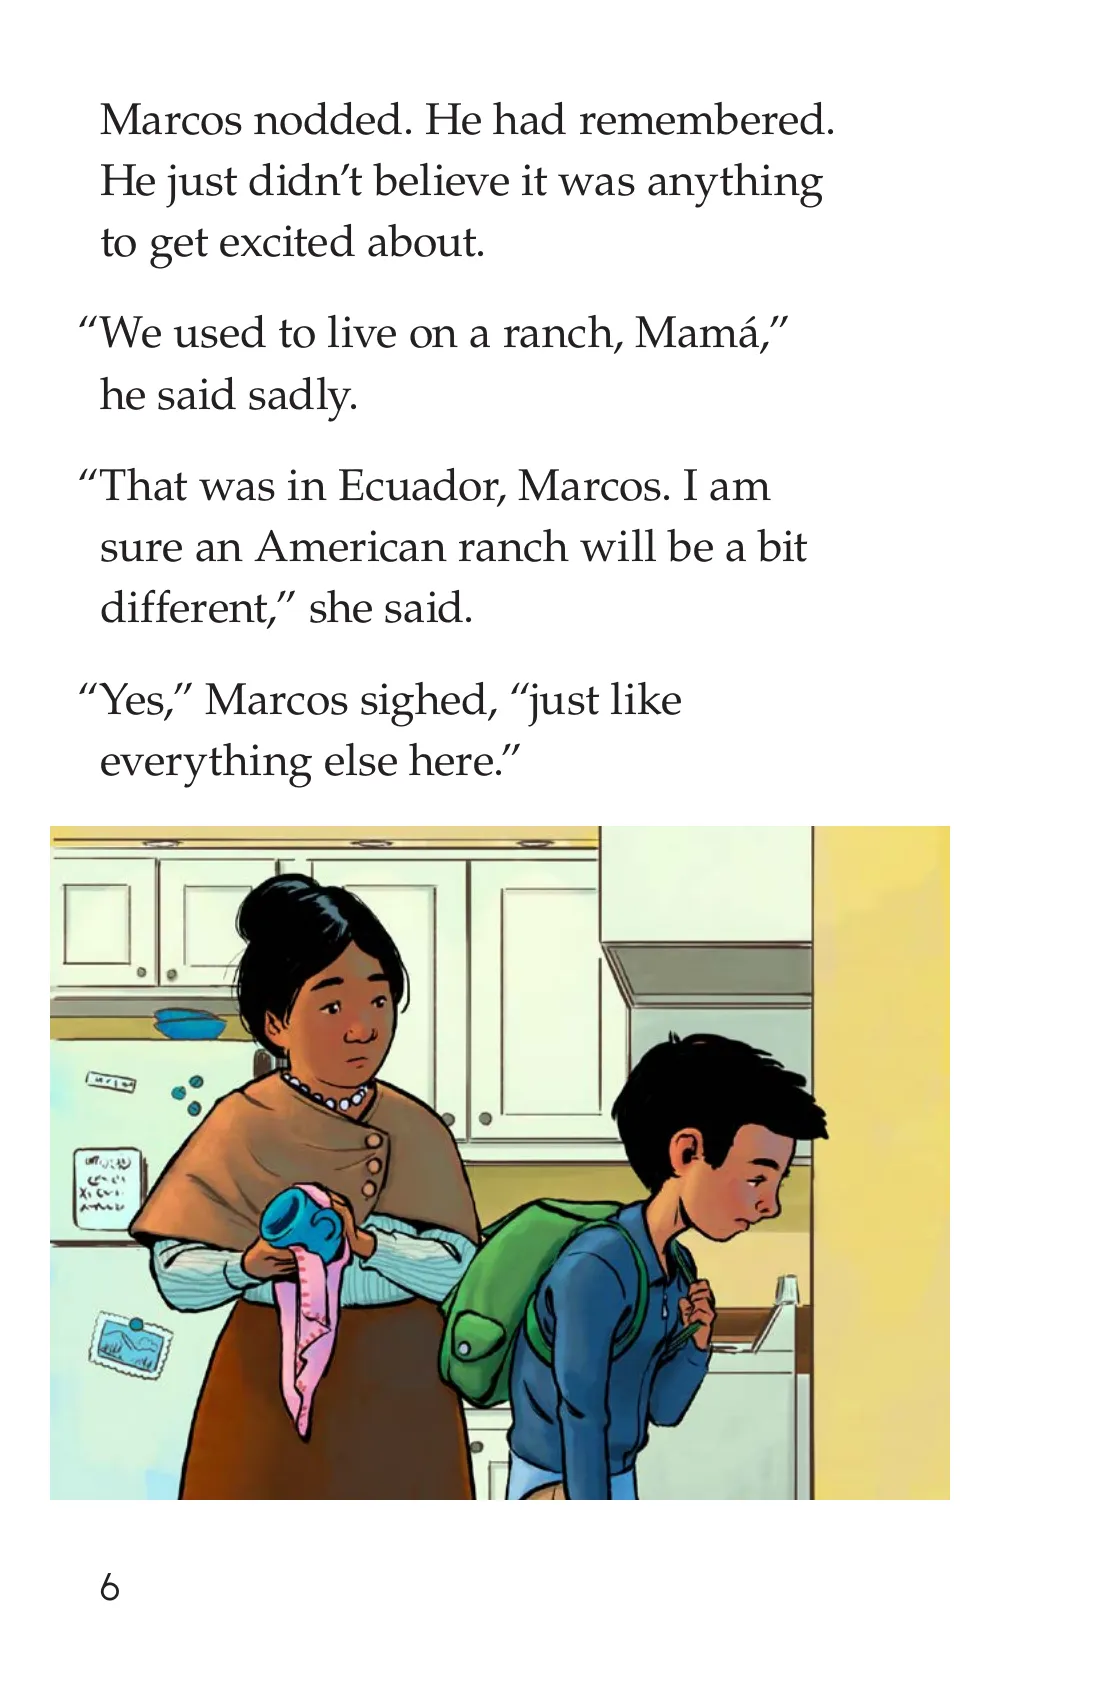 Marcos nodded. He had remembered.
He just didn’t believe it was anything
to get excited about.
“We used to live on a ranch, Mamá,”
he said sadly.
“That was in Ecuador, Marcos. I am
sure an American ranch will be a bit
different,” she said.
“Yes,” Marcos sighed, “just like
everything else here.”
6